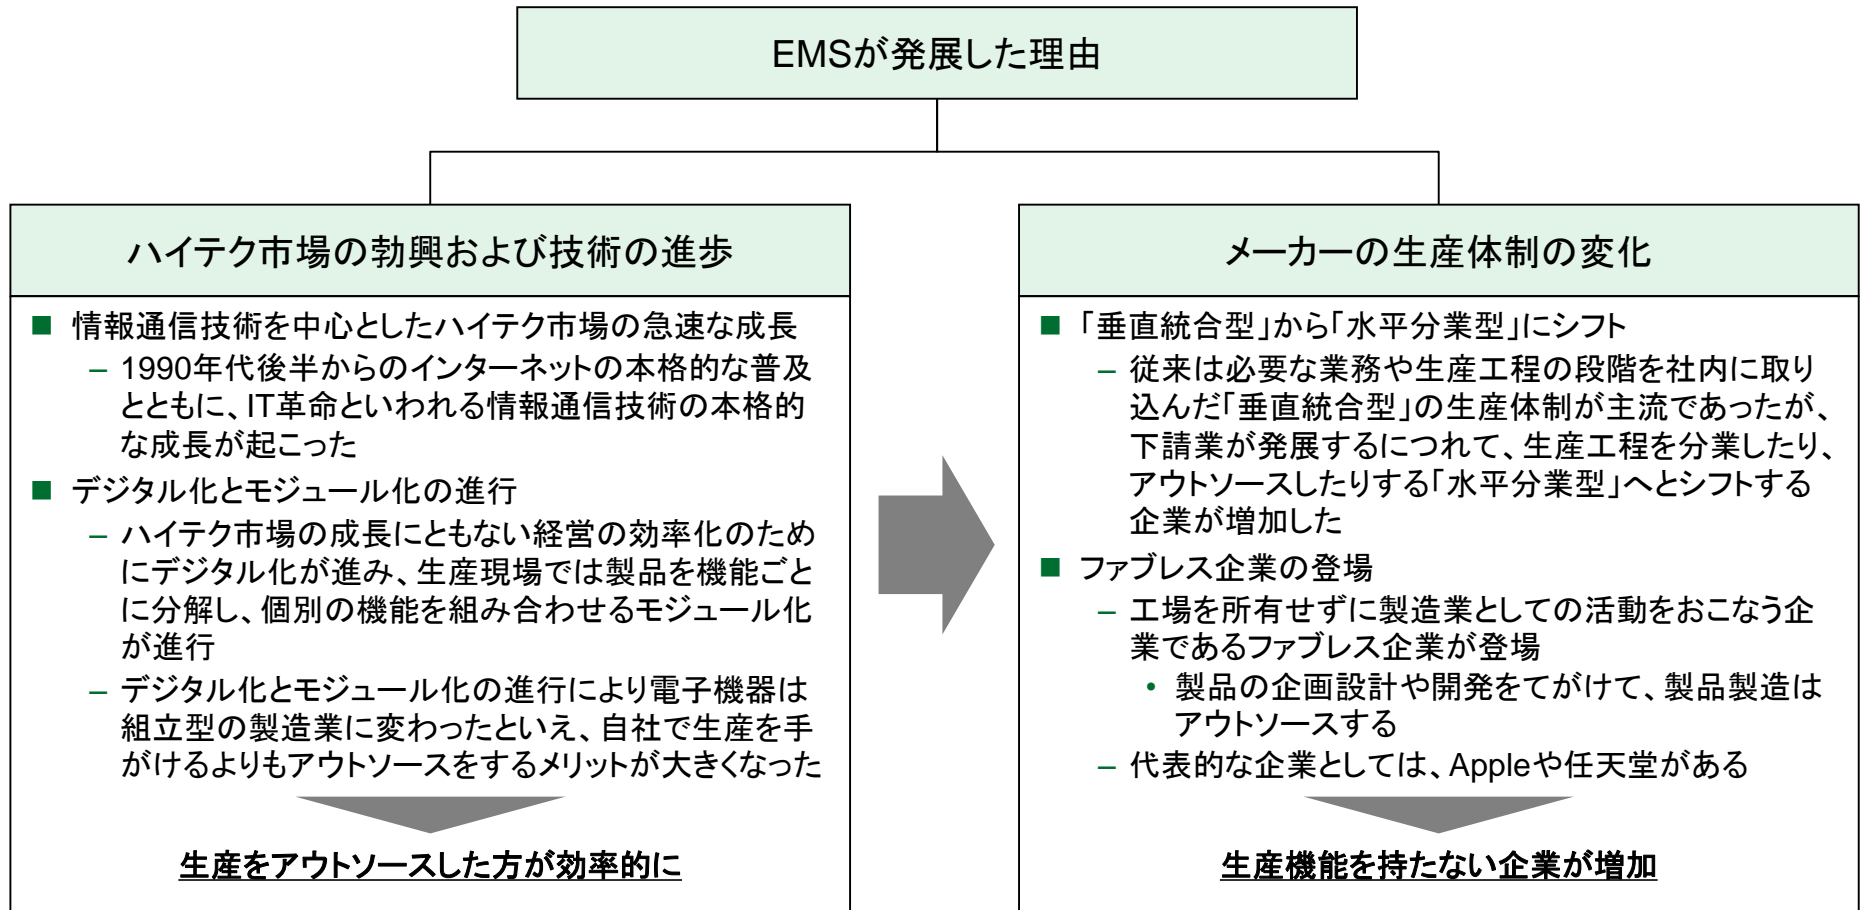 EMSが発展した理由
ハイテク市場の勃興および技術の進歩
■ 情報通信技術を中心としたハイテク市場の急速な成長
– 1990年代後半からのインターネットの本格的な普及
とともに、IT革命といわれる情報通信技術の本格的
な成長が起こった
■ デジタル化とモジュール化の進行
– ハイテク市場の成長にともない経営の効率化のため
にデジタル化が進み、生産現場では製品を機能ごと
に分解し、個別の機能を組み合わせるモジュール化
が進行
– デジタル化とモジュール化の進行により電子機器は
組立型の製造業に変わったといえ、自社で生産を手
がけるよりもアウトソースをするメリットが大きくなった
生産をアウトソースした方が効率的に
メーカーの生産体制の変化
■ 「垂直統合型」から「水平分業型」にシフト
– 従来は必要な業務や生産工程の段階を社内に取り
込んだ「垂直統合型」の生産体制が主流であったが、
下請業が発展するにつれて、生産工程を分業したり、
アウトソースしたりする「水平分業型」へとシフトする
企業が増加した
■ ファブレス企業の登場
– 工場を所有せずに製造業としての活動をおこなう企
業であるファブレス企業が登場
• 製品の企画設計や開発をてがけて、製品製造は
アウトソースする
– 代表的な企業としては、Appleや任天堂がある
生産機能を持たない企業が増加